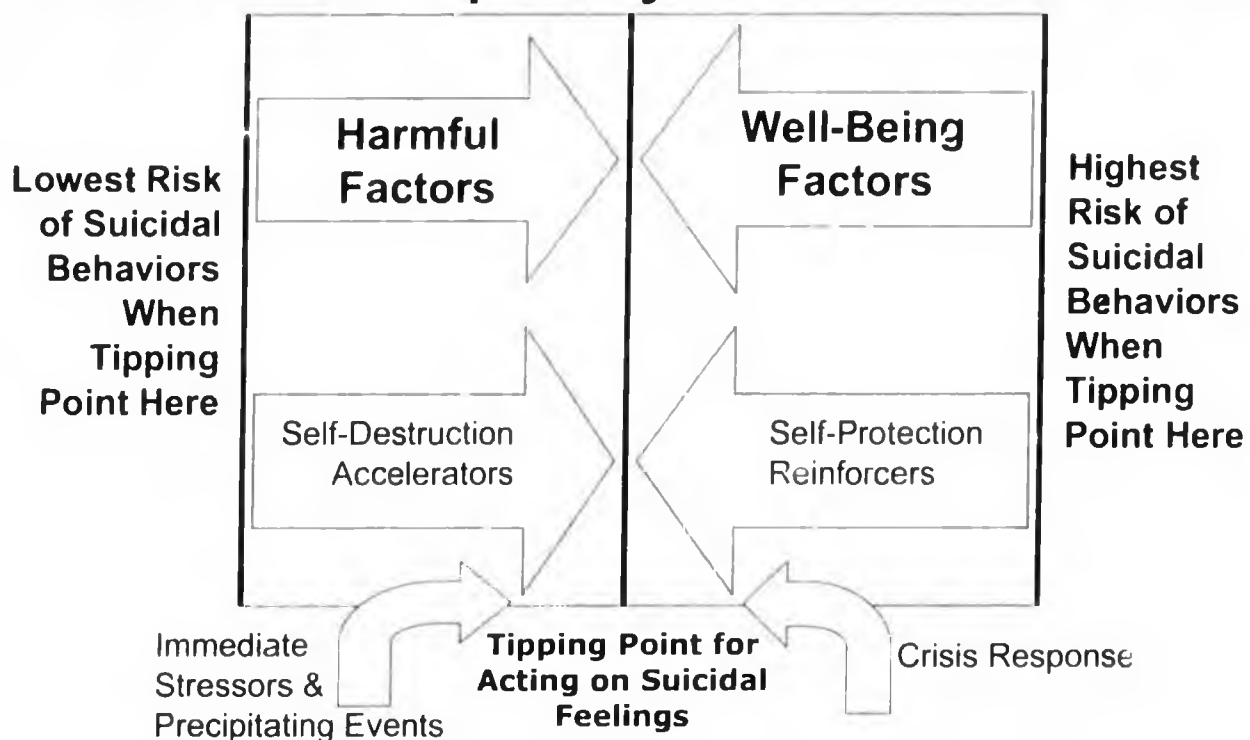 Harmful
Factors
Well-Being
Factors
Lowest Risk
of Suicidal
Behaviors
When
Tipping
Point Here
Highest
Risk of
Suicidal
Behaviors
When
Tipping
Point Here
Self-Destruction
Accelerators
Self-Protection
Reinforcers
Immediate
Stressors &
Precipitating Events
Tipping Point for
Acting on Suicidal
Feelings
Crisis Response